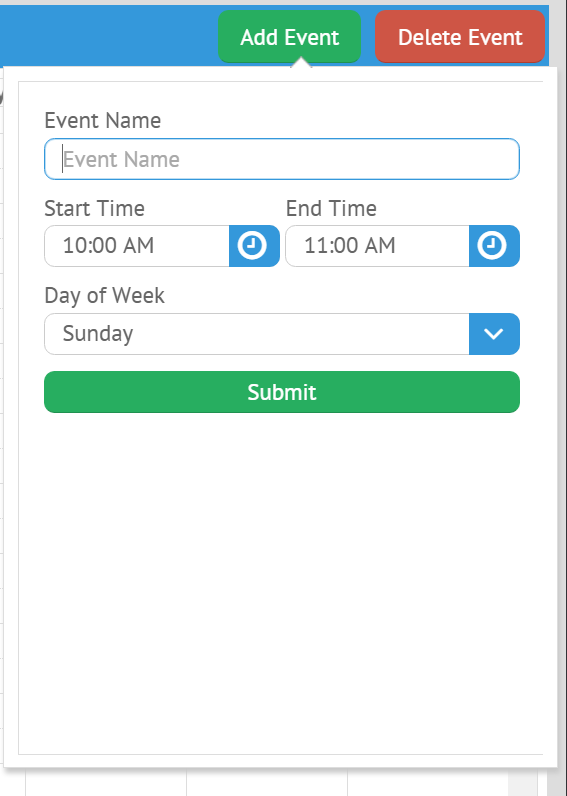 Add Event Delete Event
Event Name
Event Name
Start Time End Time
10:00 AM 11:00 AM
Day of Week
Sunday
Submit